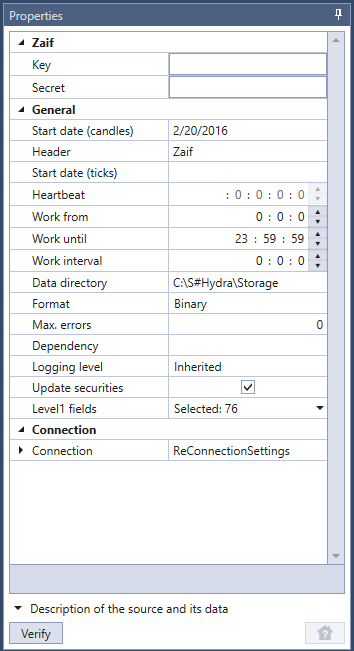 Properties
Zaif
Key
Secret
General
Start date (candles) 2/20/2016
Header Zaif
Start date (ticks)
Heartbeat : 0 : 0 : 0 : 0
Work from 0 : 0 : 0
Work until 23 : 59 : 59
Work interval 0 : 0 : 0
Data directory C:\S#Hydra\Storage
Format Binary
Max. errors 0
Dependency
Logging level Inherited
Update securities
Level1 fields Selected: 76
Connection
Connection ReConnectionSettings
Description of the source and its data
Verify